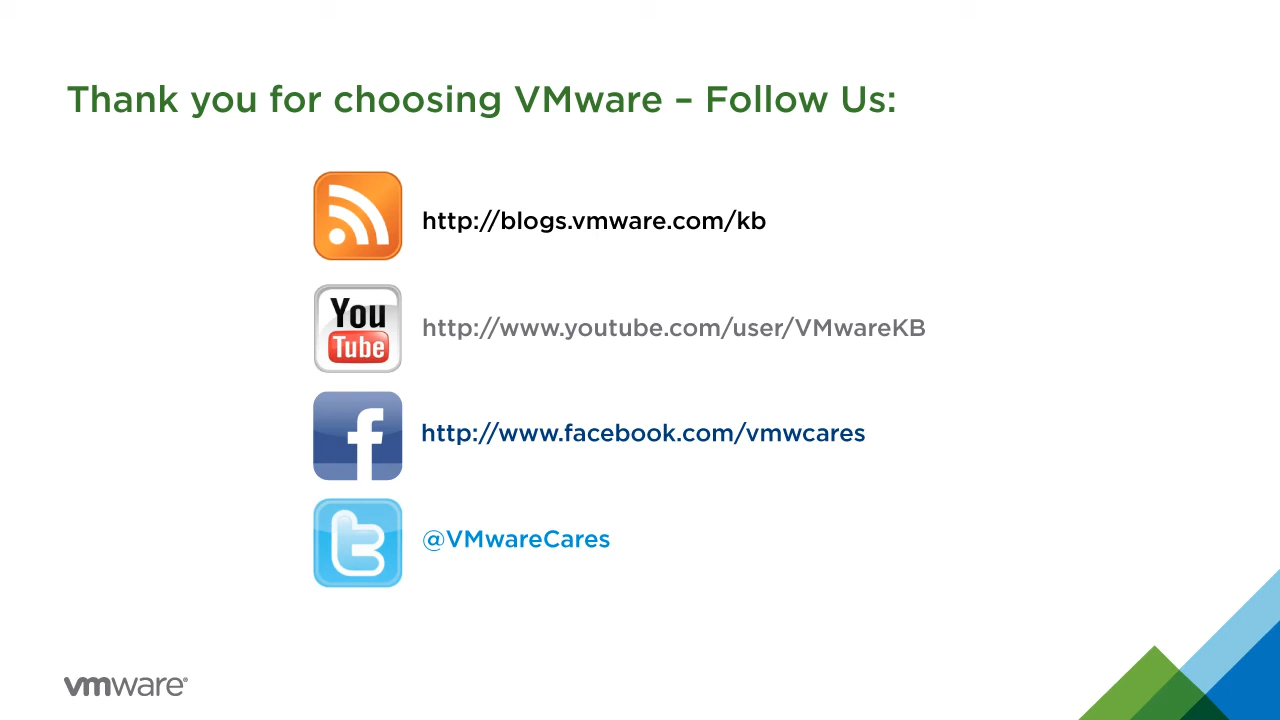 Thank you for choosing VMware – Follow Us:
http://blogs.vmware.com/kb
You
Tube
http://www.youtube.com/user/VMwareKB
f
http://www.facebook.com/vmwcares
t
@VMwareCares
vmware®